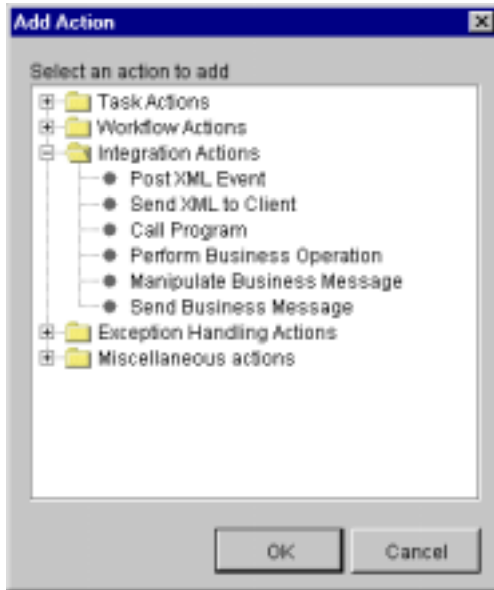 Add Action
Select an action to add
Task Actions
Workflow Actions
Integration Actions
Post XML Event
Send XML to Client
Call Program
Perform Business Operation
Manipulate Business Message
Send Business Message
Exception Handling Actions
Miscellaneous actions
OK Cancel